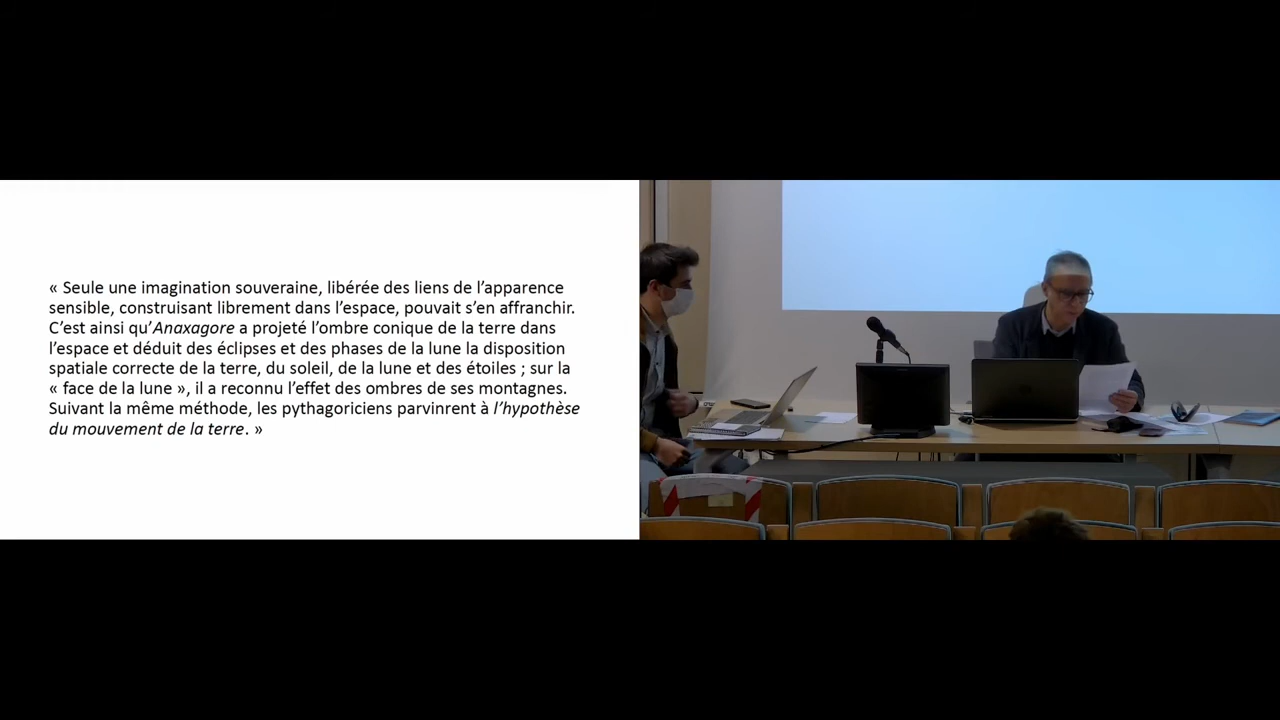 « Seule une imagination souveraine, libérée des liens de l’apparence
sensible, construisant librement dans l’espace, pouvait s’en affranchir.
C’est ainsi qu’Anaxagore a projeté l’ombre conique de la terre dans
l’espace et déduit des éclipses et des phases de la lune la disposition
spatiale correcte de la terre, du soleil, de la lune et des étoiles ; sur la
« face de la lune », il a reconnu l’effet des ombres de ses montagnes.
Suivant la même méthode, les pythagoriciens parvinrent à l’hypothèse
du mouvement de la terre. »